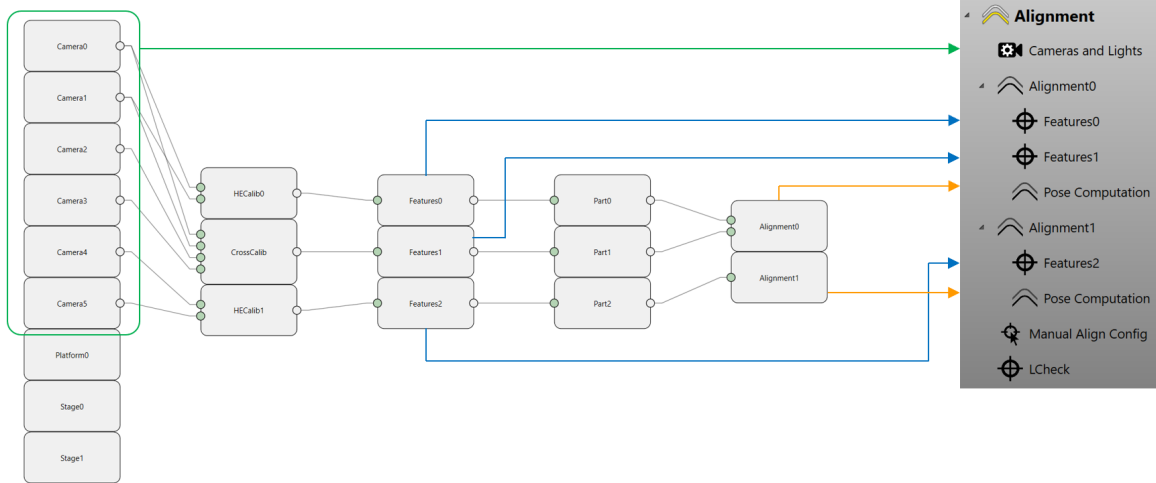 Camera0
Camera1
Camera2
Camera3
Camera4
Camera5
Platform0
Stage0
Stage1
HECalib0
CrossCalib
HECalib1
Features0
Features1
Features2
Part0
Part1
Part2
Alignment0
Alignment1
Alignment
Cameras and Lights
Alignment0
Features0
Features1
Pose Computation
Alignment1
Features2
Pose Computation
Manual Align Config
LCheck